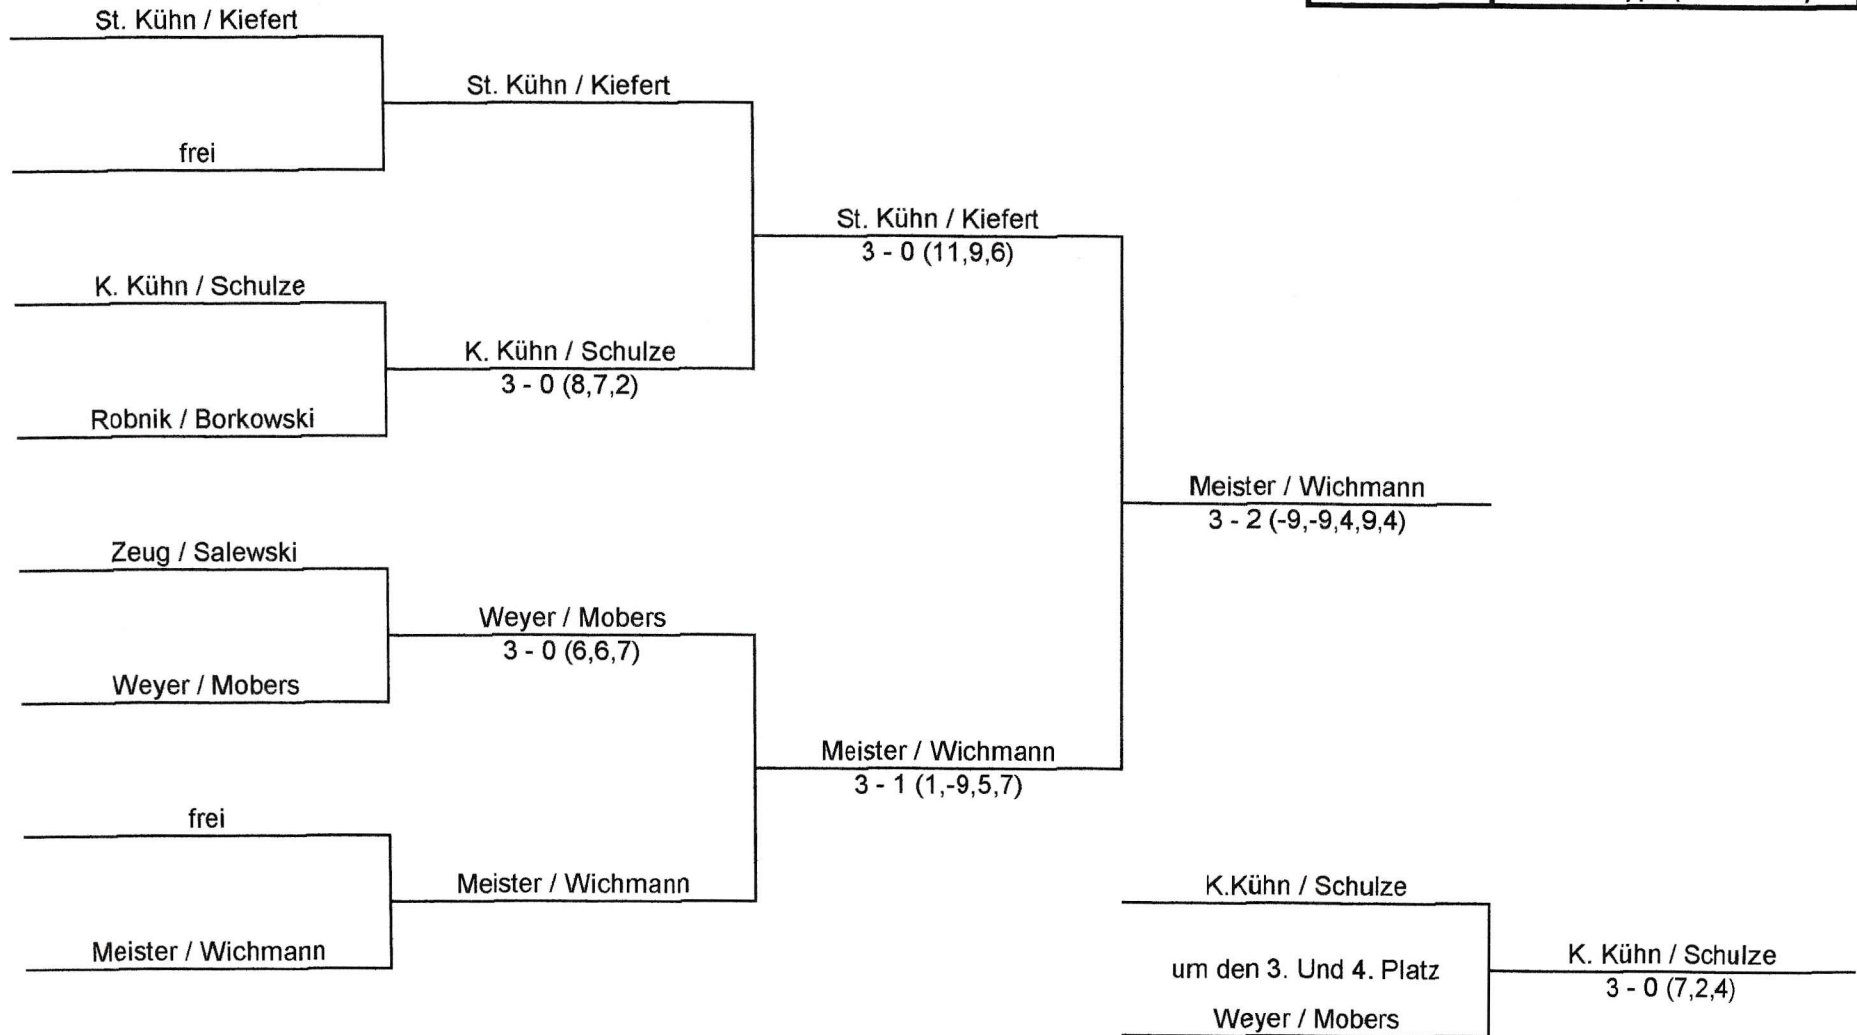 St. Kühn / Kiefert
St. Kühn / Kiefert
frei
St. Kühn / Kiefert
3 - 0 (11,9,6)
K. Kühn / Schulze
K. Kühn / Schulze
3 - 0 (8,7,2)
Robnik / Borkowski
Meister / Wichmann
3 - 2 (-9,-9,4,9,4)
Zeug / Salewski
Weyer / Mobers
3 - 0 (6,6,7)
Weyer / Mobers
Meister / Wichmann
3 - 1 (1,-9,5,7)
frei
Meister / Wichmann
Meister / Wichmann
K.Kühn / Schulze
um den 3. Und 4. Platz
K. Kühn / Schulze
3 - 0 (7,2,4)
Weyer / Mobers